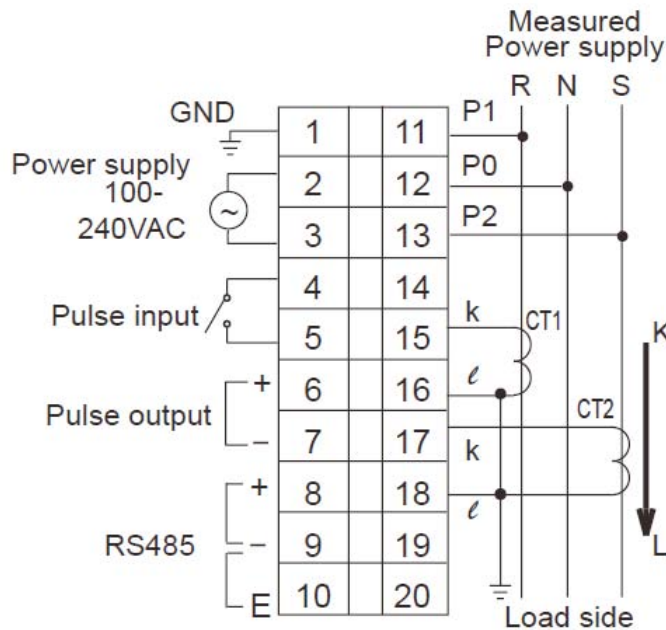 Measured
Power supply
R N S
GND
1 11 P1
Power supply
100-
240VAC
2 12 P0
3 13 P2
~
4 14
Pulse input
5 15 k CT1
K
+ 6 16 ℓ
Pulse output
CT2
− 7 17 k
+ 8 18 ℓ
RS485
− 9 19
L
E 10 20
Load side